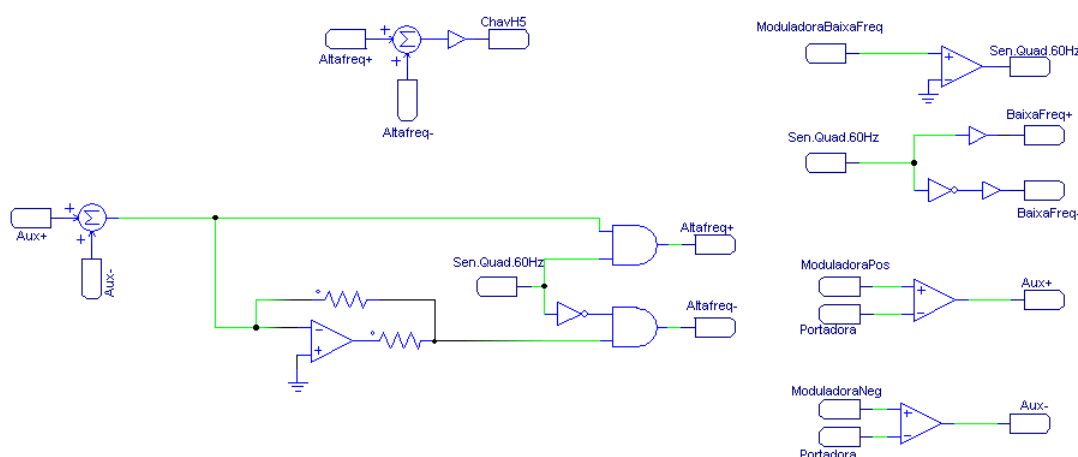 ChavH5
Altafreq+
Altafreq-
ModuladoraBaixaFreq
Sen.Quad.60Hz
Sen.Quad.60Hz
BaixaFreq+
BaixaFreq-
Aux+
Aux-
Sen.Quad.60Hz
Altafreq+
Altafreq-
ModuladoraPos
Portadora
Aux+
ModuladoraNeg
Portadora
Aux-